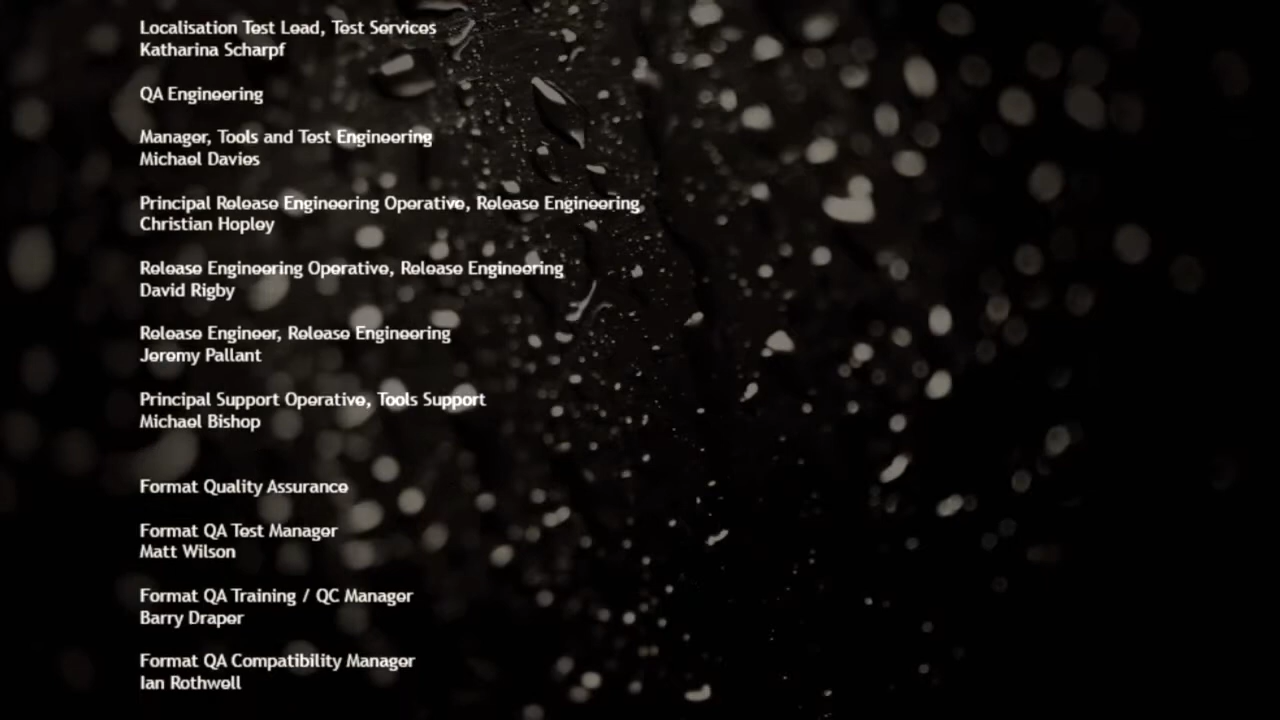 Localisation Test Lead, Test Services
Katharina Scharpf
QA Engineering
Manager, Tools and Test Engineering
Michael Davies
Principal Release Engineering Operative, Release Engineering
Christian Hopley
Release Engineering Operative, Release Engineering
David Rigby
Release Engineer, Release Engineering
Jeremy Pallant
Principal Support Operative, Tools Support
Michael Bishop
Format Quality Assurance
Format QA Test Manager
Matt Wilson
Format QA Training / QC Manager
Barry Draper
Format QA Compatibility Manager
Ian Rothwell